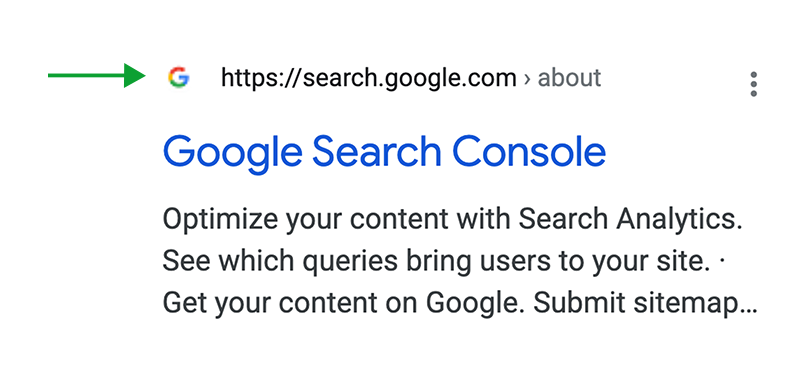 https://search.google.com › about
Google Search Console
Optimize your content with Search Analytics.
See which queries bring users to your site. ·
Get your content on Google. Submit sitemap...